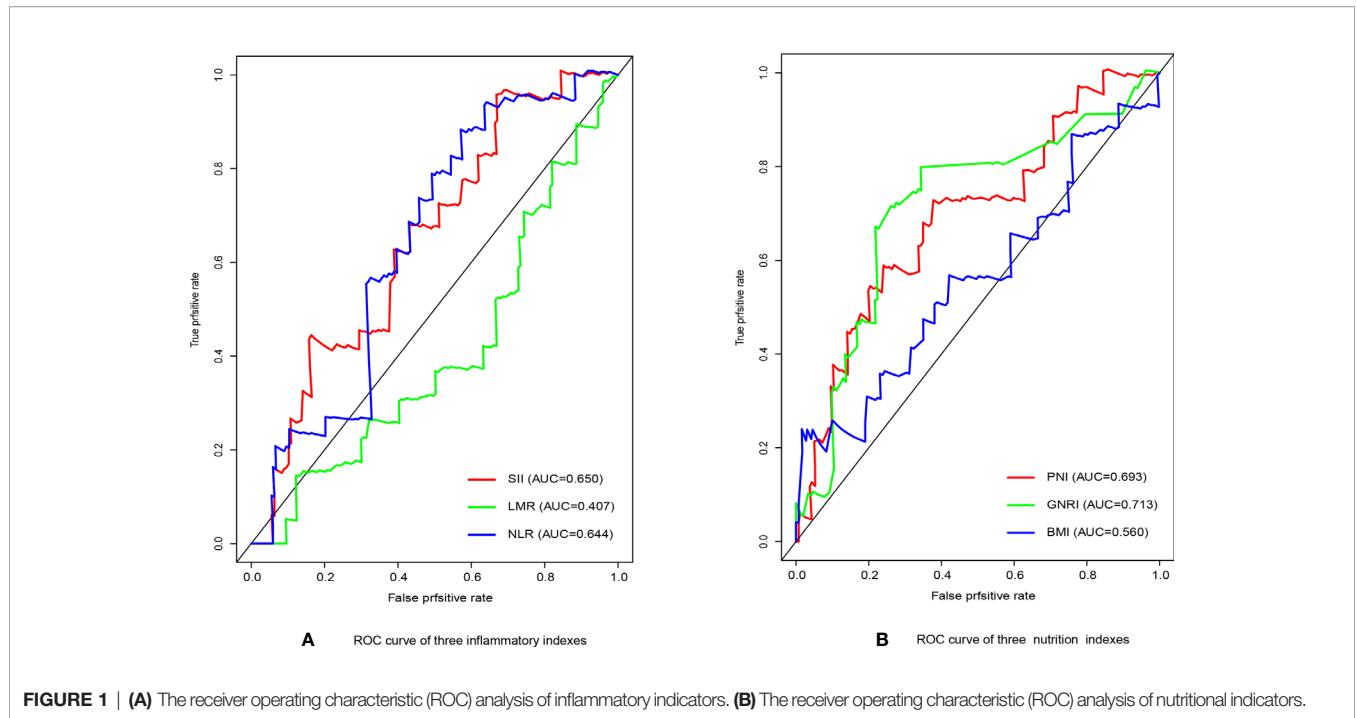 1.0
0.8
0.6
0.4
0.2
0.0
True prfsitive rate
SII (AUC=0.650)
LMR (AUC=0.407)
NLR (AUC=0.644)
0.0 0.2 0.4 0.6 0.8 1.0
False prfsitive rate
A ROC curve of three inflammatory indexes
1.0
0.8
0.6
0.4
0.2
0.0
True prfsitive rate
PNI (AUC=0.693)
GNRI (AUC=0.713)
BMI (AUC=0.560)
0.0 0.2 0.4 0.6 0.8 1.0
False prfsitive rate
B ROC curve of three nutrition indexes
FIGURE 1 | (A) The receiver operating characteristic (ROC) analysis of inflammatory indicators. (B) The receiver operating characteristic (ROC) analysis of nutritional indicators.